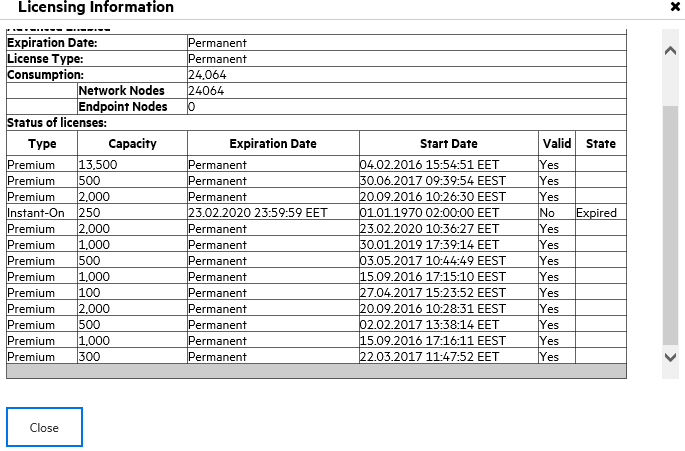 Licensing Information
Expiration Date: Permanent
License Type: Permanent
Consumption: 24,064
Network Nodes 24064
Endpoint Nodes 0
Status of licenses:
Type Capacity Expiration Date Start Date Valid State
Premium 13,500 Permanent 04.02.2016 15:54:51 EET Yes
Premium 500 Permanent 30.06.2017 09:39:54 EEST Yes
Premium 2,000 Permanent 20.09.2016 10:26:30 EEST Yes
Instant-On 250 23.02.2020 23:59:59 EET 01.01.1970 02:00:00 EET No Expired
Premium 2,000 Permanent 23.02.2020 10:36:27 EET Yes
Premium 1,000 Permanent 30.01.2019 17:39:14 EET Yes
Premium 500 Permanent 03.05.2017 10:44:49 EEST Yes
Premium 1,000 Permanent 15.09.2016 17:15:10 EEST Yes
Premium 100 Permanent 27.04.2017 15:23:52 EEST Yes
Premium 2,000 Permanent 20.09.2016 10:28:31 EEST Yes
Premium 500 Permanent 02.02.2017 13:38:14 EET Yes
Premium 1,000 Permanent 15.09.2016 17:16:11 EEST Yes
Premium 300 Permanent 22.03.2017 11:47:52 EET Yes
Close